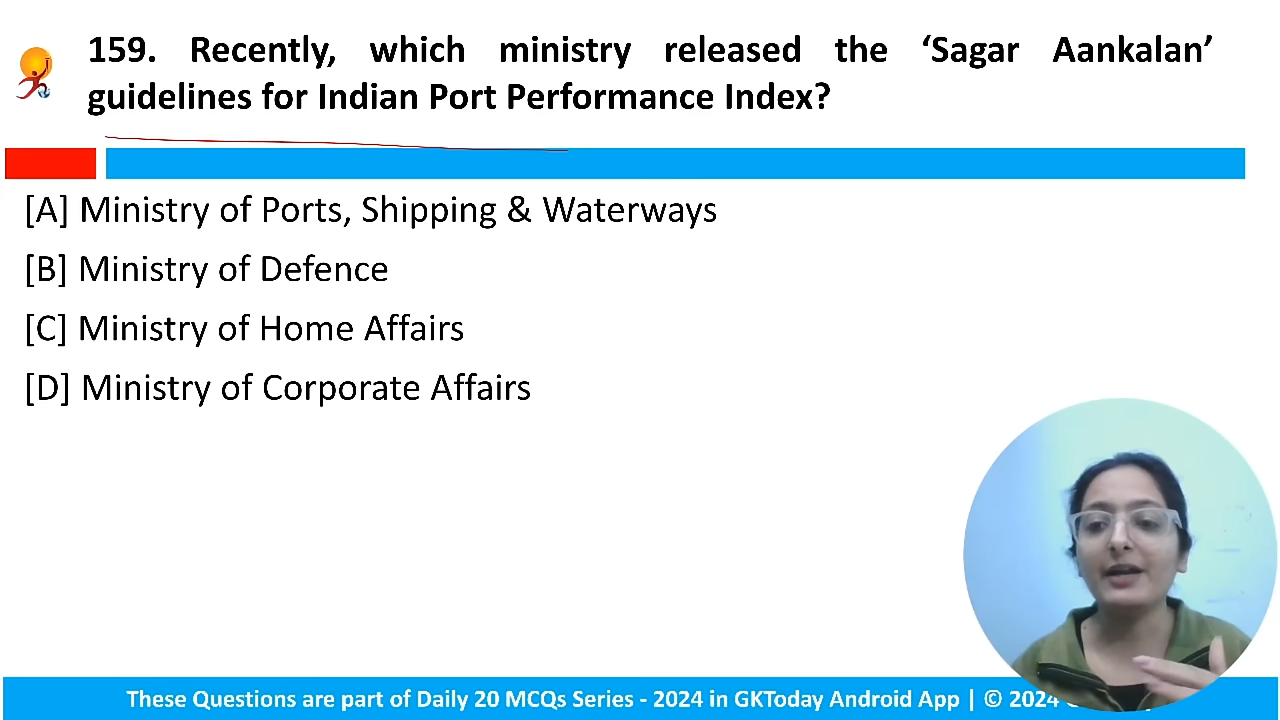 159. Recently, which ministry released the ‘Sagar Aankalan’
guidelines for Indian Port Performance Index?
[A] Ministry of Ports, Shipping & Waterways
[B] Ministry of Defence
[C] Ministry of Home Affairs
[D] Ministry of Corporate Affairs
These Questions are part of Daily 20 MCQs Series - 2024 in GKToday Android App | © 2024